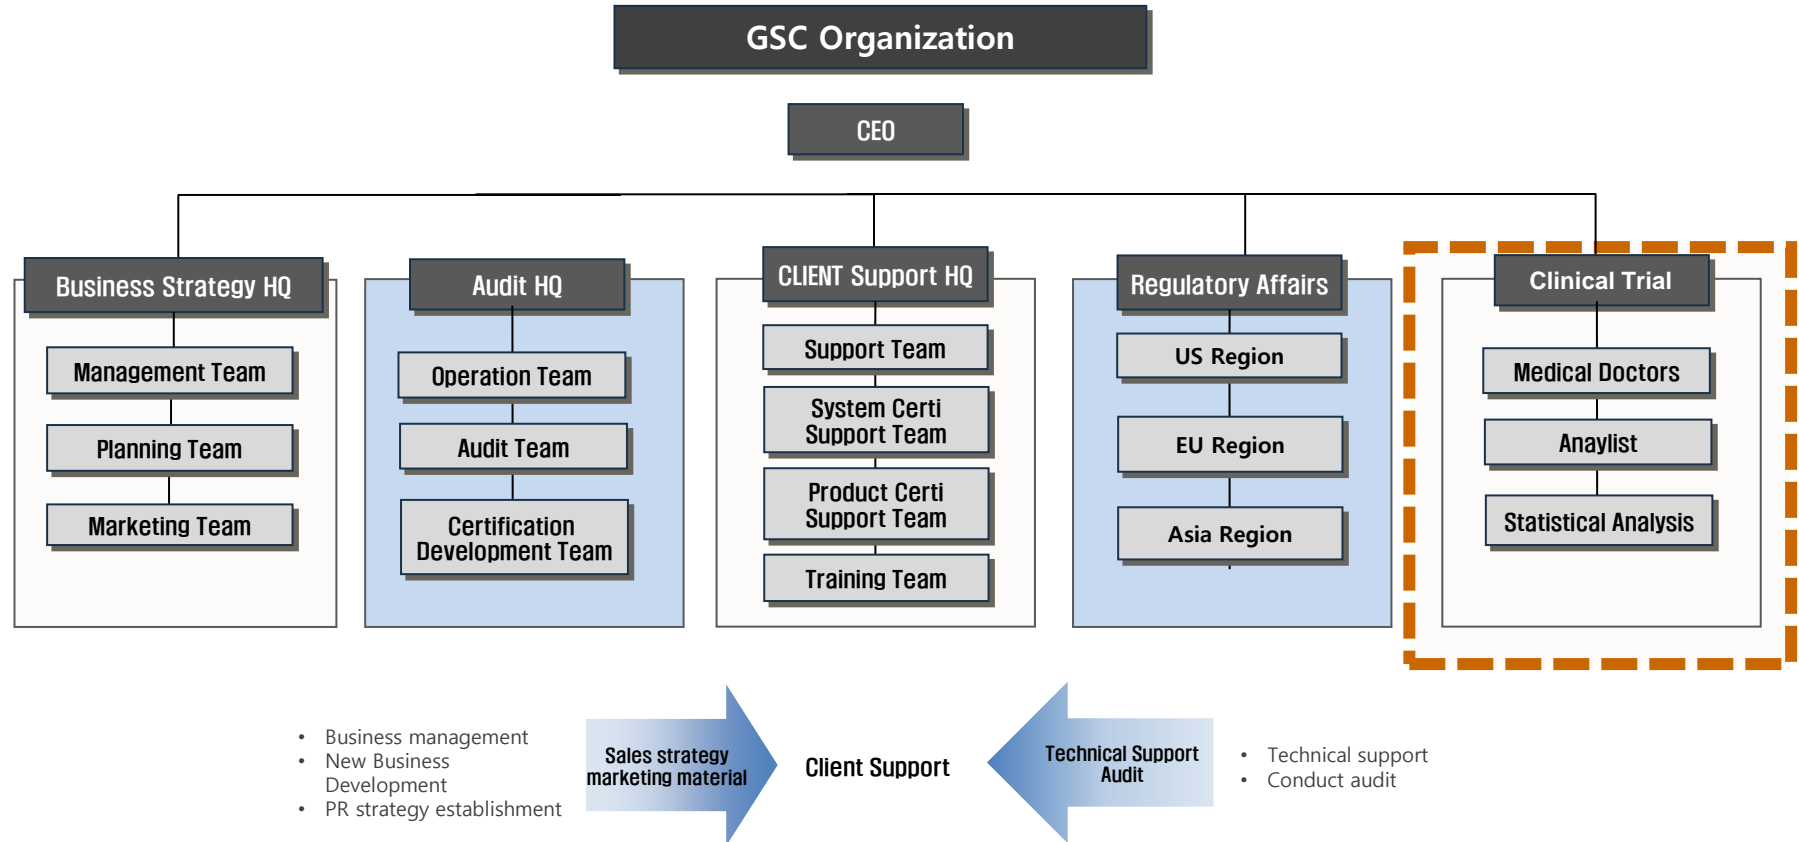 GSC Organization
CEO
Business Strategy HQ
Management Team
Planning Team
Marketing Team
Audit HQ
Operation Team
Audit Team
Certification
Development Team
CLIENT Support HQ
Support Team
System Certi
Support Team
Product Certi
Support Team
Training Team
Regulatory Affairs
US Region
EU Region
Asia Region
Clinical Trial
Medical Doctors
Anaylist
Statistical Analysis
• Business management
• New Business
Development
• PR strategy establishment
Sales strategy
marketing material
Client Support
Technical Support
Audit
• Technical support
• Conduct audit